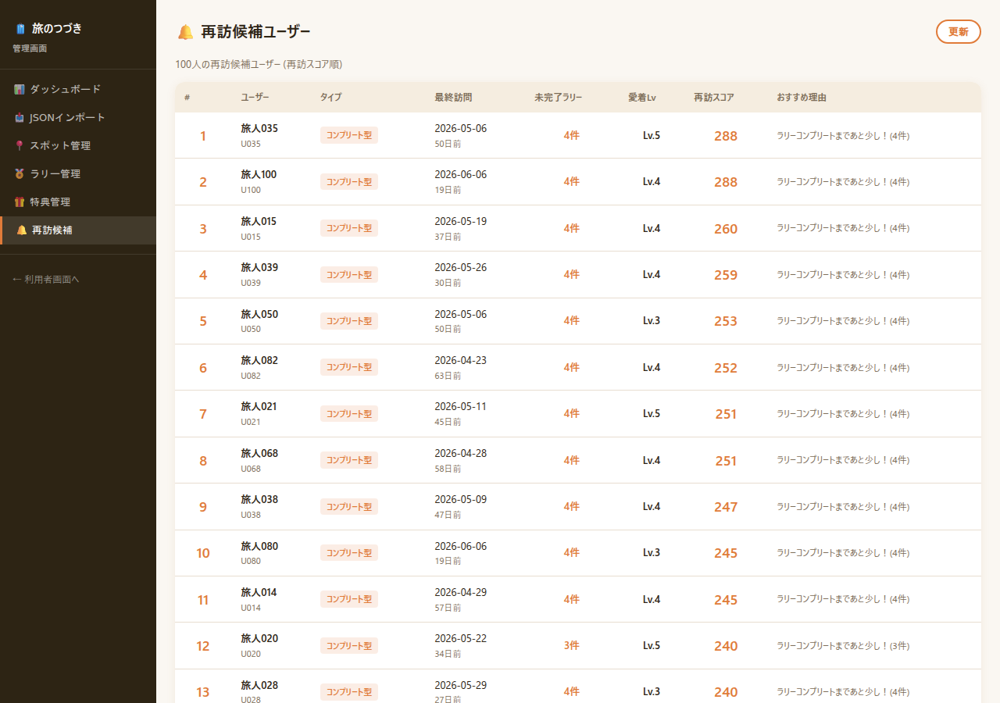 旅のつづき
管理画面
ダッシュボード
JSONインポート
スポット管理
ラリー管理
特典管理
再訪候補
← 利用者画面へ
再訪候補ユーザー
更新
100人の再訪候補ユーザー (再訪スコア順)
# ユーザー タイプ 最終訪問 未完了ラリー 愛着Lv 再訪スコア おすすめ理由
1 旅人035 U035 コンプリート型 2026-05-06 50日前 4件 Lv.5 288 ラリーコンプリートまであと少し！(4件)
2 旅人100 U100 コンプリート型 2026-06-06 19日前 4件 Lv.4 288 ラリーコンプリートまであと少し！(4件)
3 旅人015 U015 コンプリート型 2026-05-19 37日前 4件 Lv.4 260 ラリーコンプリートまであと少し！(4件)
4 旅人039 U039 コンプリート型 2026-05-26 30日前 4件 Lv.4 259 ラリーコンプリートまであと少し！(4件)
5 旅人050 U050 コンプリート型 2026-05-06 50日前 4件 Lv.3 253 ラリーコンプリートまであと少し！(4件)
6 旅人082 U082 コンプリート型 2026-04-23 63日前 4件 Lv.4 252 ラリーコンプリートまであと少し！(4件)
7 旅人021 U021 コンプリート型 2026-05-11 45日前 4件 Lv.5 251 ラリーコンプリートまであと少し！(4件)
8 旅人068 U068 コンプリート型 2026-04-28 58日前 4件 Lv.4 251 ラリーコンプリートまであと少し！(4件)
9 旅人038 U038 コンプリート型 2026-05-09 47日前 4件 Lv.4 247 ラリーコンプリートまであと少し！(4件)
10 旅人080 U080 コンプリート型 2026-06-06 19日前 4件 Lv.3 245 ラリーコンプリートまであと少し！(4件)
11 旅人014 U014 コンプリート型 2026-04-29 57日前 4件 Lv.4 245 ラリーコンプリートまであと少し！(4件)
12 旅人020 U020 コンプリート型 2026-05-22 34日前 3件 Lv.5 240 ラリーコンプリートまであと少し！(3件)
13 旅人028 U028 コンプリート型 2026-05-29 27日前 4件 Lv.3 240 ラリーコンプリートまであと少し！(4件)